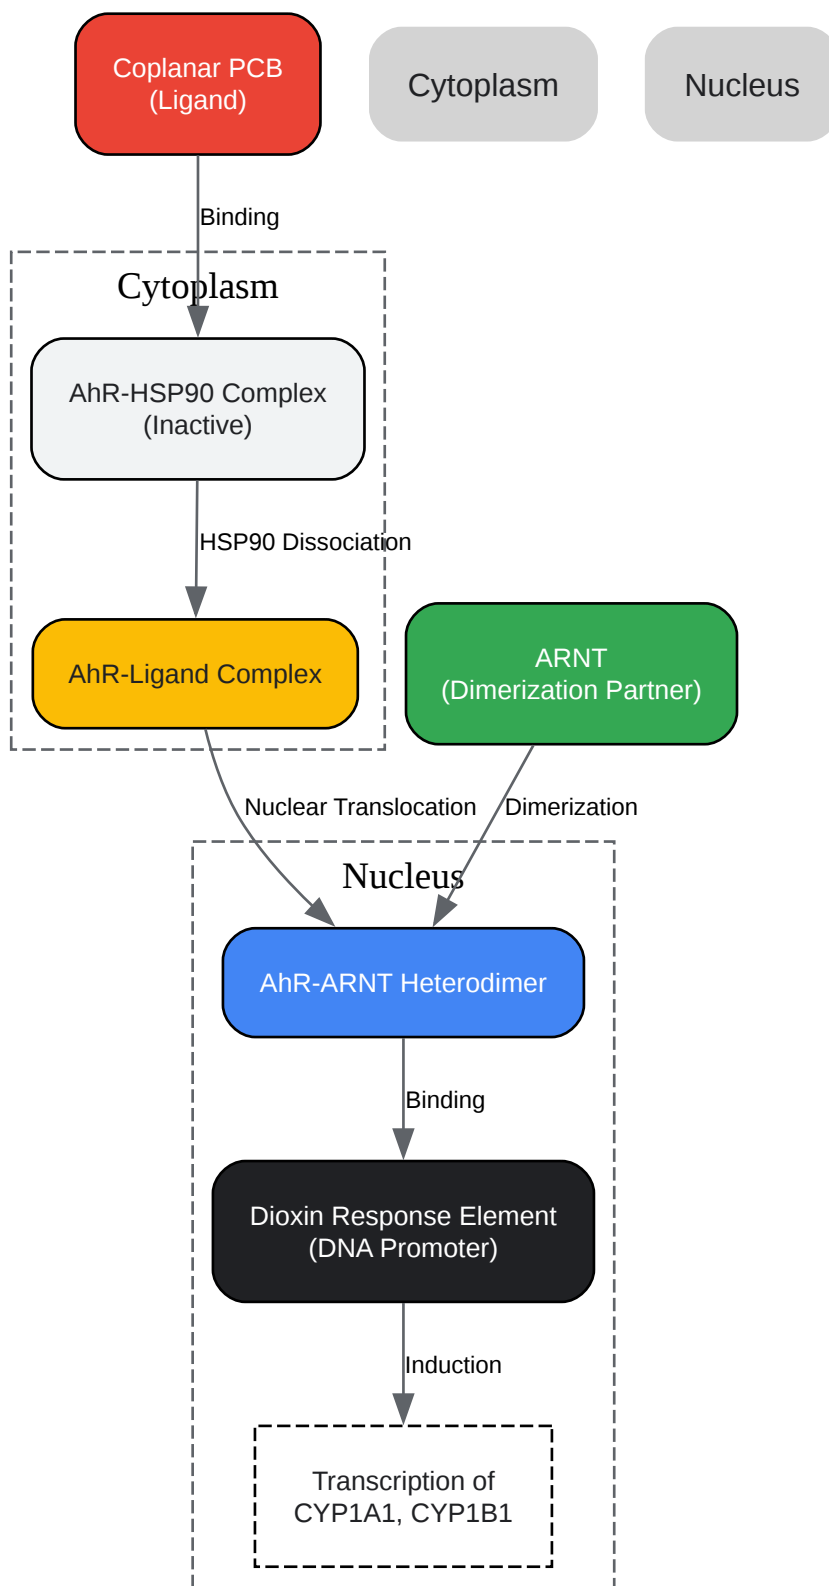 Coplanar PCB
(Ligand)
Cytoplasm
Nucleus
Binding
Cytoplasm
AhR-HSP90 Complex
(Inactive)
HSP90 Dissociation
AhR-Ligand Complex
ARNT
(Dimerization Partner)
Nuclear Translocation
Dimerization
Nucleus
AhR-ARNT Heterodimer
Binding
Dioxin Response Element
(DNA Promoter)
Induction
Transcription of
CYP1A1, CYP1B1